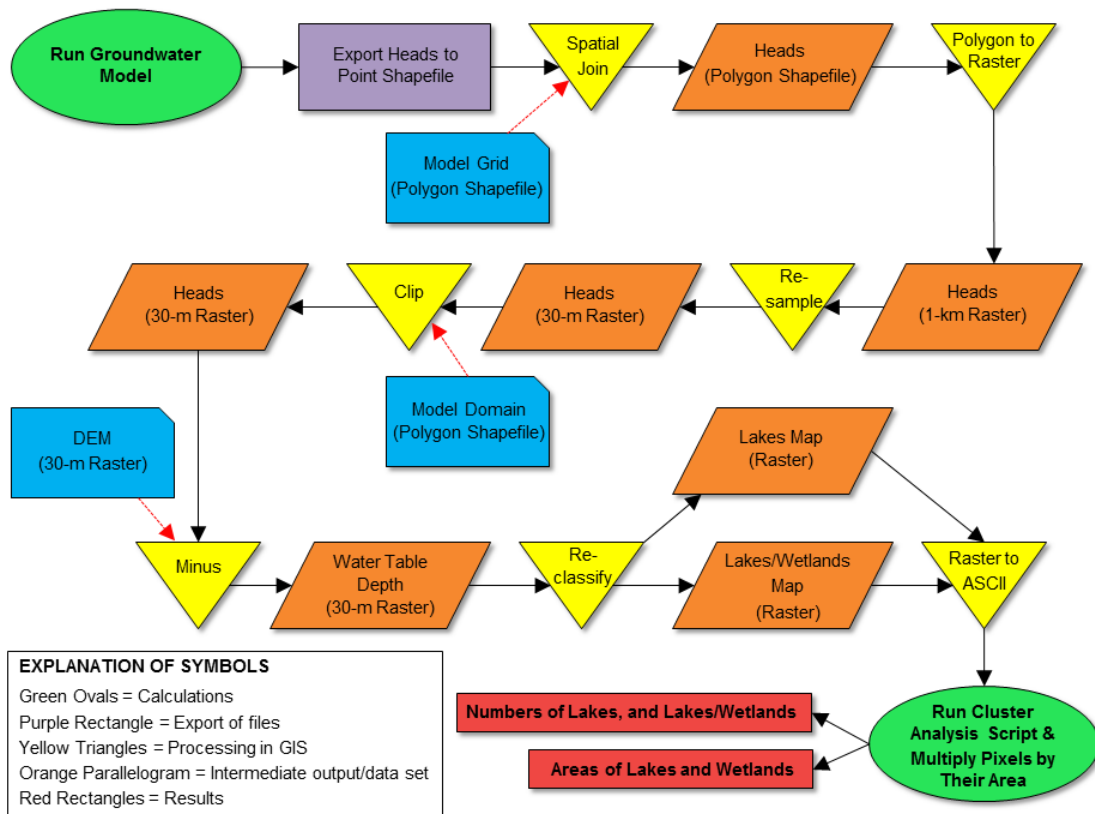 Run Groundwater
Model
Export Heads to
Point Shapefile
Spatial
Join
Heads
(Polygon Shapefile)
Polygon to
Raster
Model Grid
(Polygon Shapefile)
Heads
(30-m Raster)
Clip
Heads
(30-m Raster)
Re-
sample
Heads
(1-km Raster)
DEM
(30-m Raster)
Model Domain
(Polygon Shapefile)
Lakes Map
(Raster)
Minus
Water Table
Depth
(30-m Raster)
Re-
classify
Lakes/Wetlands
Map
(Raster)
Raster to
ASCII
EXPLANATION OF SYMBOLS
Green Ovals = Calculations
Purple Rectangle = Export of files
Yellow Triangles = Processing in GIS
Orange Parallelogram = Intermediate output/data set
Red Rectangles = Results
Numbers of Lakes, and Lakes/Wetlands
Areas of Lakes and Wetlands
Run Cluster
Analysis Script &
Multiply Pixels by
Their Area